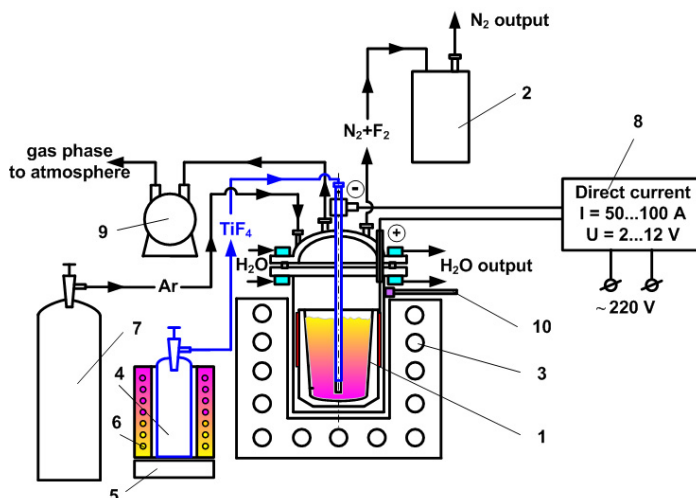 N₂ output
2
N₂+F₂
8
gas phase
to atmosphere
9
TiF₄
(-)
(+)
Direct current
I = 50...100 A
U = 2...12 V
~220 V
H₂O
H₂O output
Ar
10
7
4
6
5
3
1